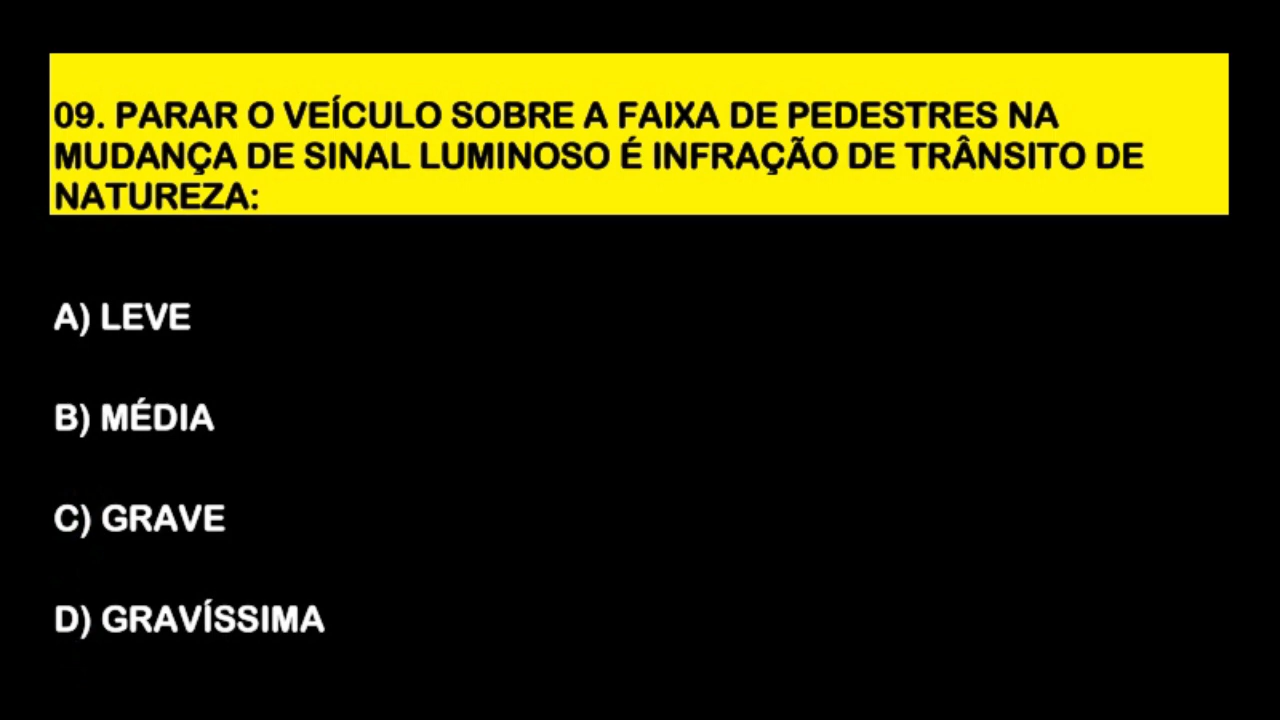 09. PARAR O VEÍCULO SOBRE A FAIXA DE PEDESTRES NA
MUDANÇA DE SINAL LUMINOSO É INFRAÇÃO DE TRÂNSITO DE
NATUREZA:
A) LEVE
B) MÉDIA
C) GRAVE
D) GRAVÍSSIMA